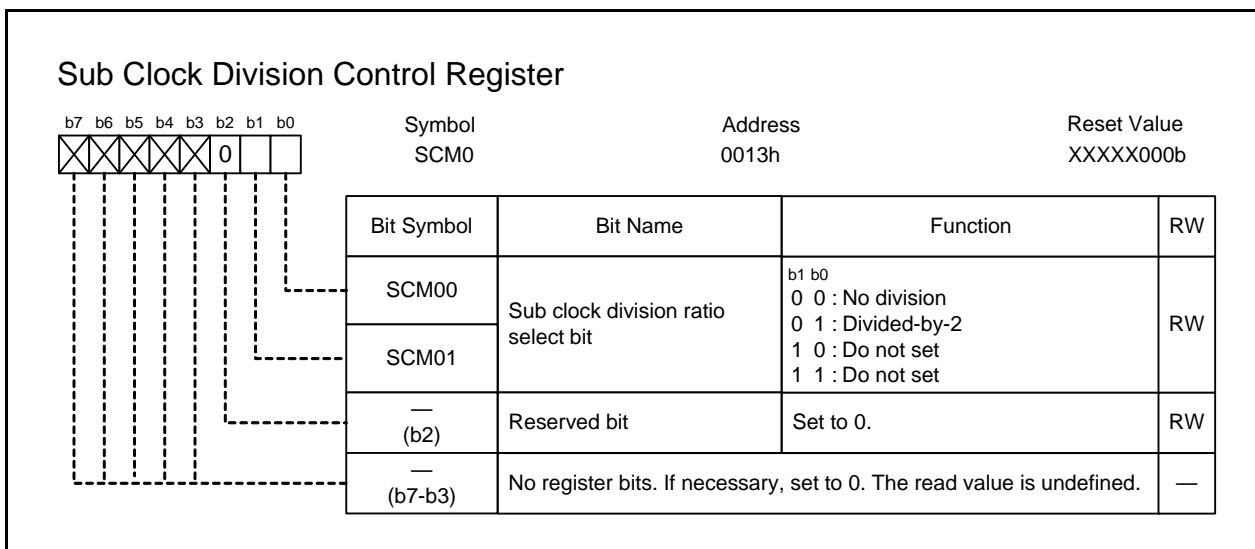 Sub Clock Division Control Register
b7 b6 b5 b4 b3 b2 b1 b0
0
Symbol Address Reset Value
SCM0 0013h XXXXX000b
Bit Symbol Bit Name Function RW
SCM00
SCM01
Sub clock division ratio
select bit
b1 b0
0 0 : No division
0 1 : Divided-by-2
1 0 : Do not set
1 1 : Do not set
RW
—
(b2)
Reserved bit Set to 0. RW
—
(b7-b3)
No register bits. If necessary, set to 0. The read value is undefined. —